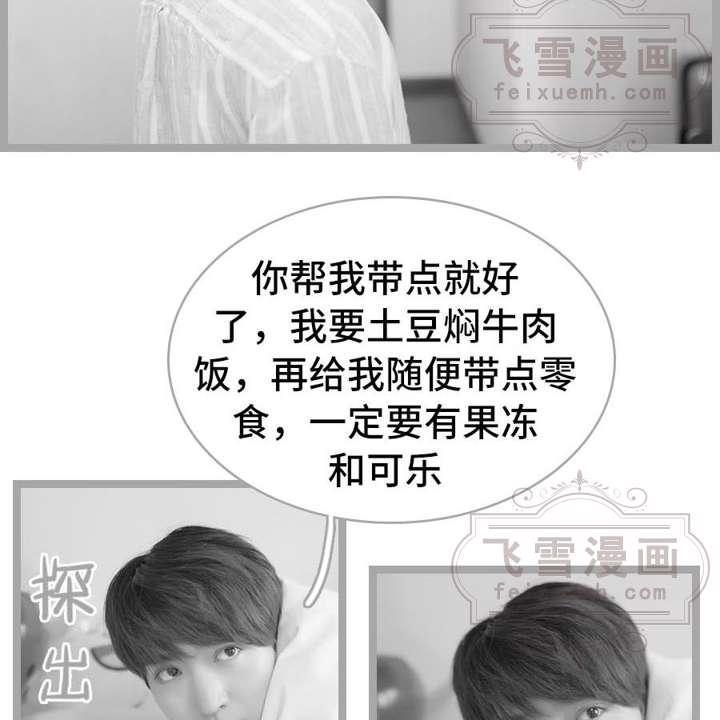 飞雪漫画
feixuemh.com
你帮我带点就好
了，我要土豆焖牛肉
饭，再给我随便带点零
食，一定要有果冻
和可乐
飞雪漫画
feixuemh.com
探出